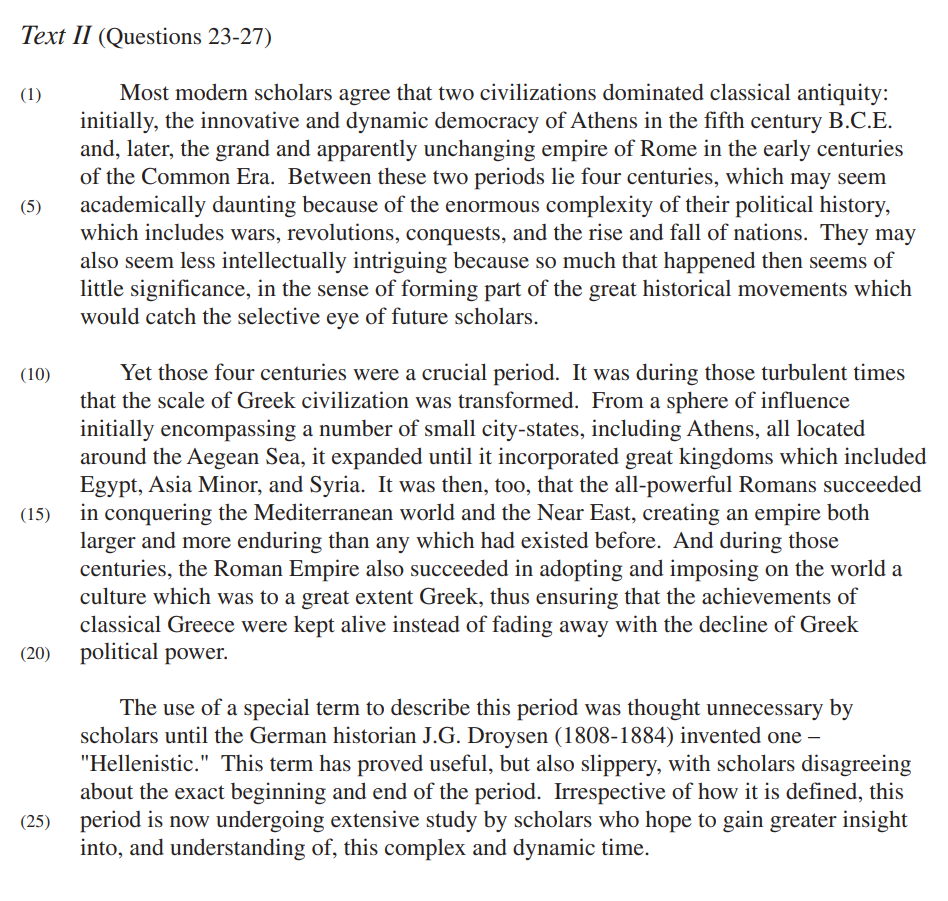 Text II (Questions 23-27)
(1) Most modern scholars agree that two civilizations dominated classical antiquity:
initially, the innovative and dynamic democracy of Athens in the fifth century B.C.E.
and, later, the grand and apparently unchanging empire of Rome in the early centuries
of the Common Era. Between these two periods lie four centuries, which may seem
(5) academically daunting because of the enormous complexity of their political history,
which includes wars, revolutions, conquests, and the rise and fall of nations. They may
also seem less intellectually intriguing because so much that happened then seems of
little significance, in the sense of forming part of the great historical movements which
would catch the selective eye of future scholars.
(10) Yet those four centuries were a crucial period. It was during those turbulent times
that the scale of Greek civilization was transformed. From a sphere of influence
initially encompassing a number of small city-states, including Athens, all located
around the Aegean Sea, it expanded until it incorporated great kingdoms which included
Egypt, Asia Minor, and Syria. It was then, too, that the all-powerful Romans succeeded
(15) in conquering the Mediterranean world and the Near East, creating an empire both
larger and more enduring than any which had existed before. And during those
centuries, the Roman Empire also succeeded in adopting and imposing on the world a
culture which was to a great extent Greek, thus ensuring that the achievements of
classical Greece were kept alive instead of fading away with the decline of Greek
(20) political power.
The use of a special term to describe this period was thought unnecessary by
scholars until the German historian J.G. Droysen (1808-1884) invented one –
"Hellenistic." This term has proved useful, but also slippery, with scholars disagreeing
about the exact beginning and end of the period. Irrespective of how it is defined, this
(25) period is now undergoing extensive study by scholars who hope to gain greater insight
into, and understanding of, this complex and dynamic time.